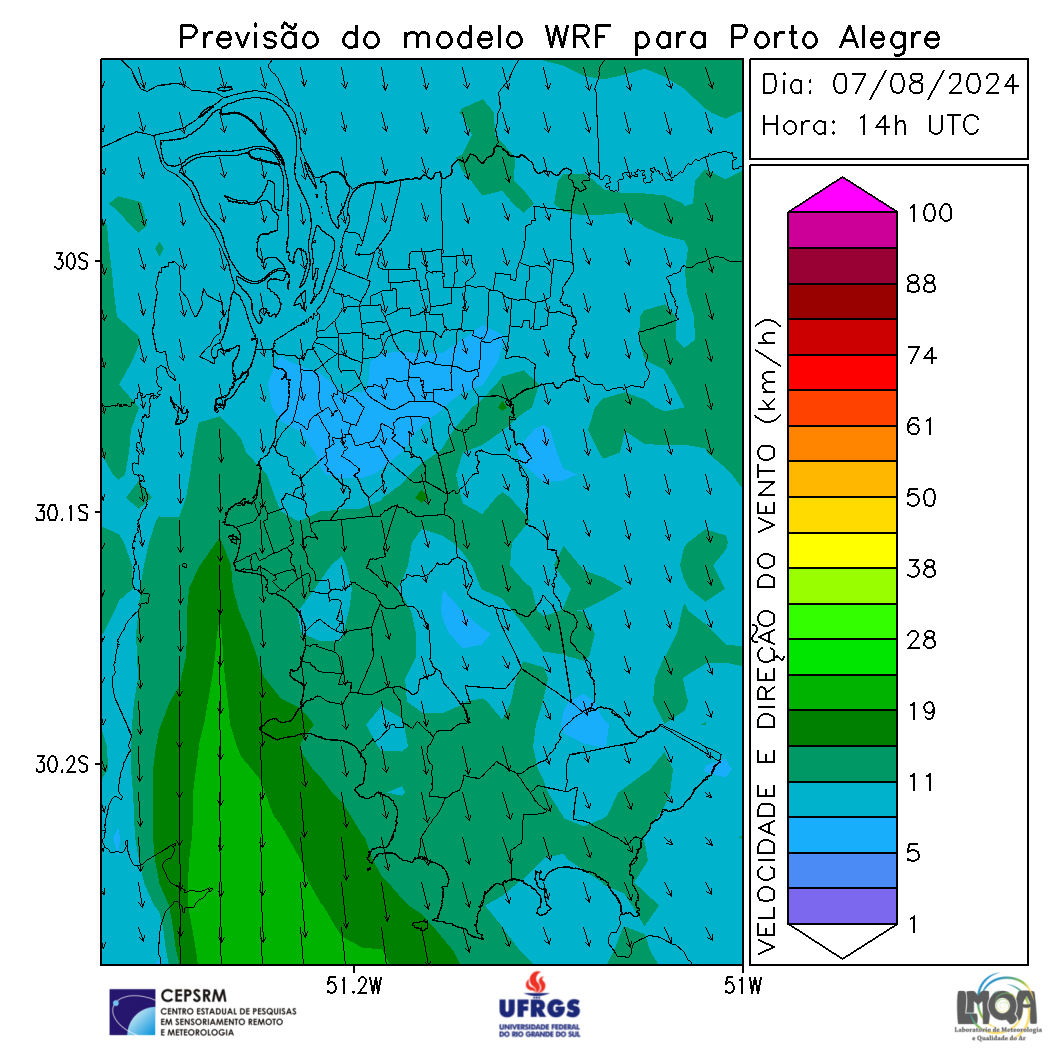 Previsão do modelo WRF para Porto Alegre
Dia: 07/08/2024
Hora: 14h UTC
30S
30.1S
30.2S
51.2W
51W
VELOCIDADE E DIREÇÃO DO VENTO (km/h)
100
88
74
61
50
38
28
19
11
5
1
CEPSRM
CENTRO ESTADUAL DE PESQUISAS
EM SENSORIAMENTO REMOTO
E METEOROLOGIA
UFRGS
UNIVERSIDADE FEDERAL
DO RIO GRANDE DO SUL
LMQA
Laboratório de Meteorologia
e Qualidade do Ar